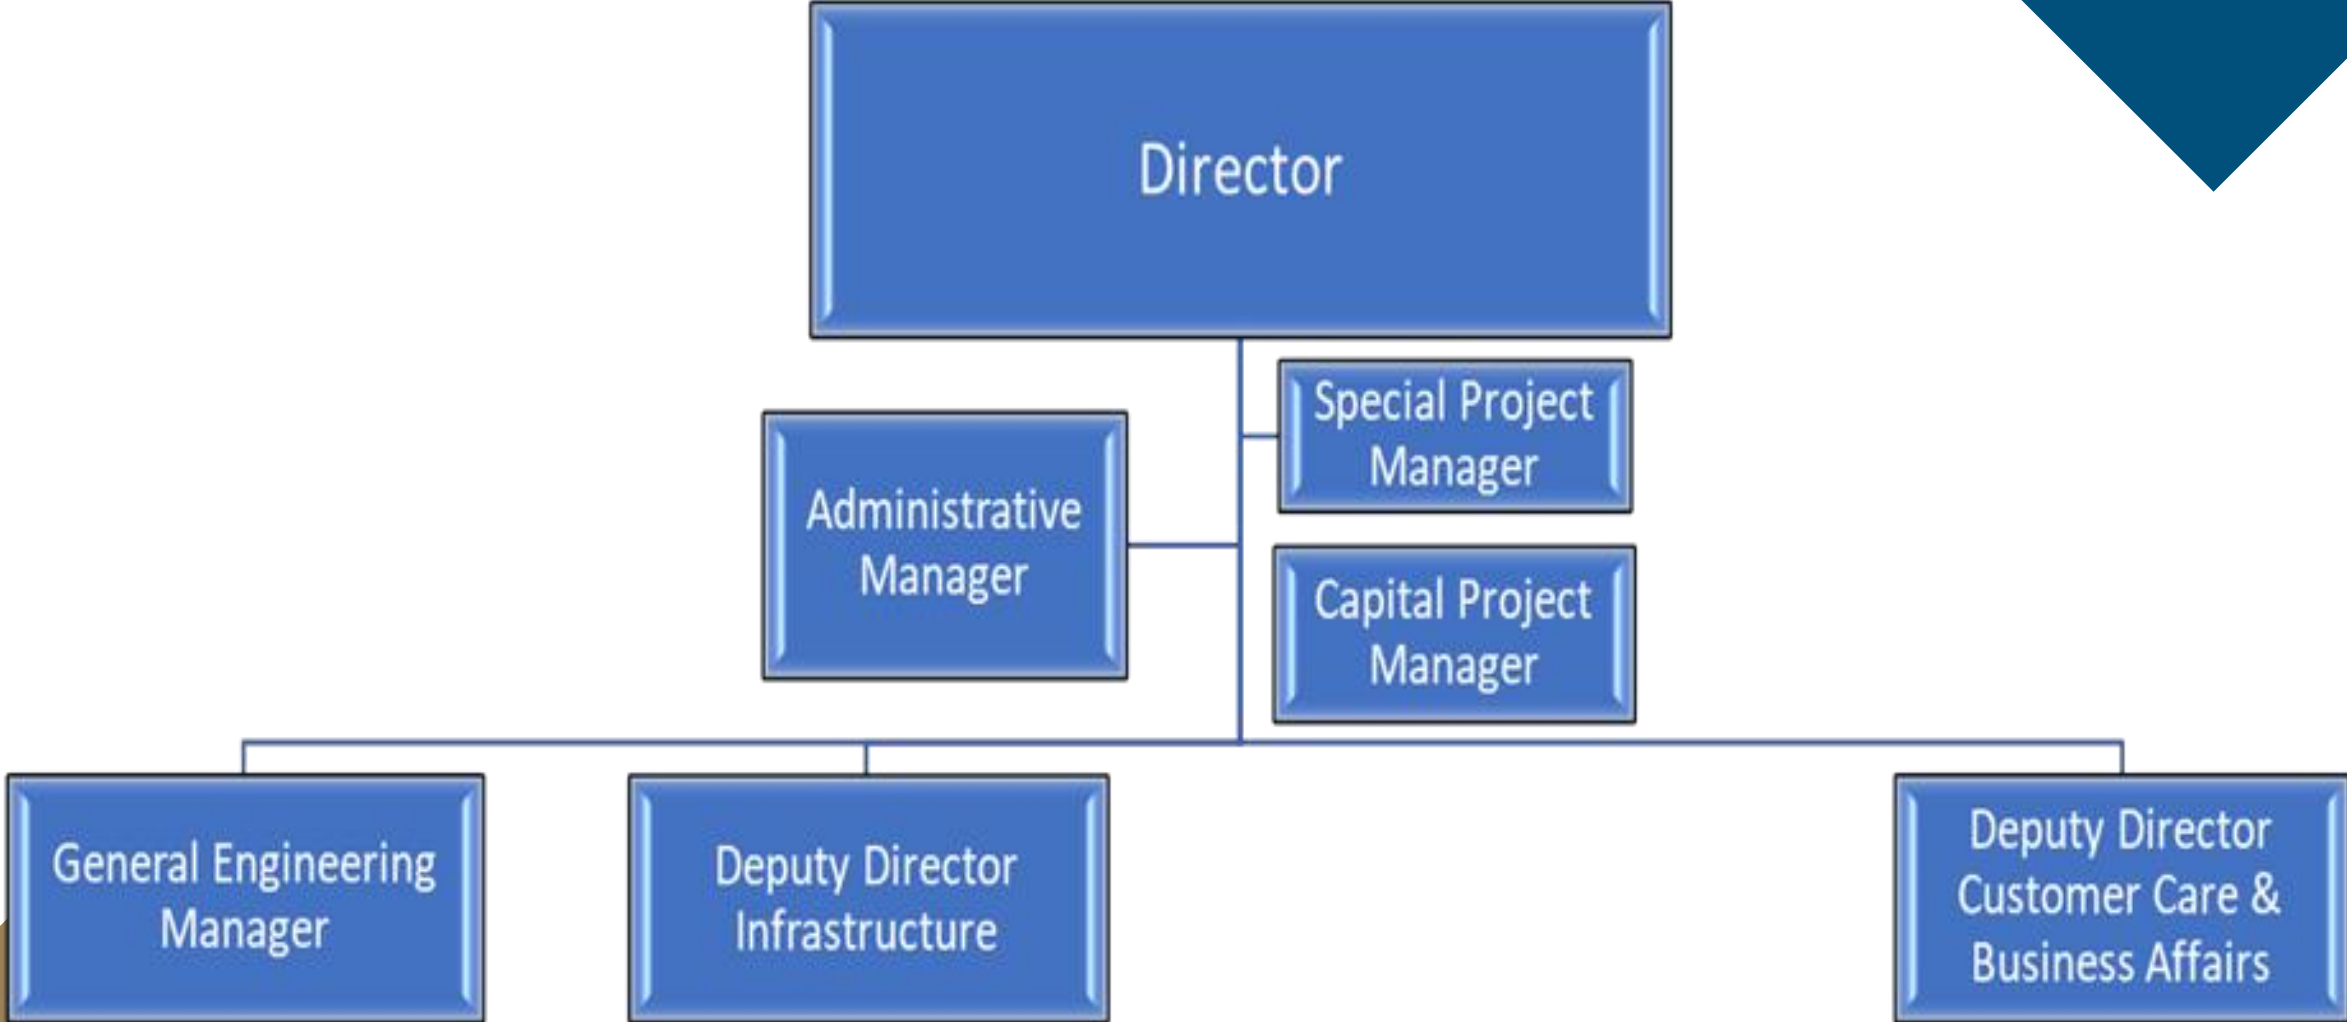 Director
Special Project
Manager
Administrative
Manager
Capital Project
Manager
General Engineering
Manager
Deputy Director
Infrastructure
Deputy Director
Customer Care &
Business Affairs